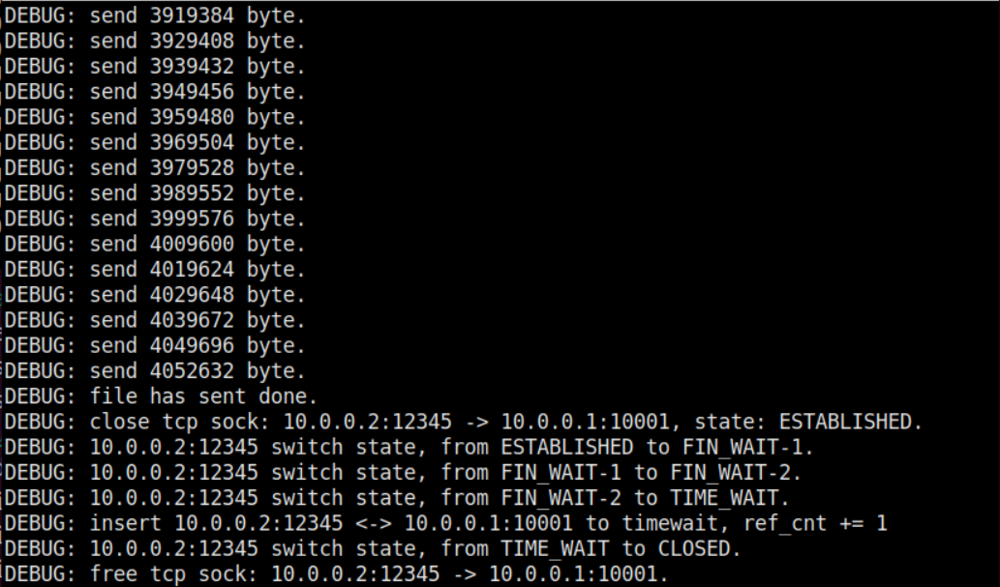 DEBUG: send 3919384 byte.
DEBUG: send 3929408 byte.
DEBUG: send 3939432 byte.
DEBUG: send 3949456 byte.
DEBUG: send 3959480 byte.
DEBUG: send 3969504 byte.
DEBUG: send 3979528 byte.
DEBUG: send 3989552 byte.
DEBUG: send 3999576 byte.
DEBUG: send 4009600 byte.
DEBUG: send 4019624 byte.
DEBUG: send 4029648 byte.
DEBUG: send 4039672 byte.
DEBUG: send 4049696 byte.
DEBUG: send 4052632 byte.
DEBUG: file has sent done.
DEBUG: close tcp sock: 10.0.0.2:12345 -> 10.0.0.1:10001, state: ESTABLISHED.
DEBUG: 10.0.0.2:12345 switch state, from ESTABLISHED to FIN_WAIT-1.
DEBUG: 10.0.0.2:12345 switch state, from FIN_WAIT-1 to FIN_WAIT-2.
DEBUG: 10.0.0.2:12345 switch state, from FIN_WAIT-2 to TIME_WAIT.
DEBUG: insert 10.0.0.2:12345 <-> 10.0.0.1:10001 to timewait, ref_cnt += 1
DEBUG: 10.0.0.2:12345 switch state, from TIME_WAIT to CLOSED.
DEBUG: free tcp sock: 10.0.0.2:12345 -> 10.0.0.1:10001.